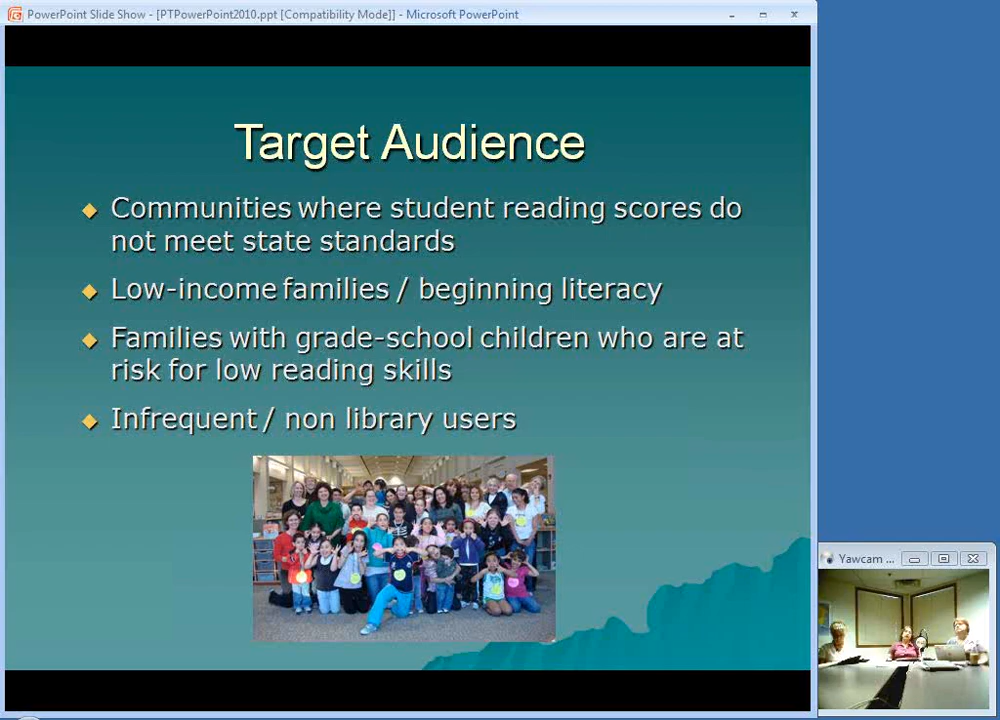 PowerPoint Slide Show - [PTPowerPoint2010.ppt [Compatibility Mode]] - Microsoft PowerPoint
Target Audience
Communities where student reading scores do
not meet state standards
Low-income families / beginning literacy
Families with grade-school children who are at
risk for low reading skills
Infrequent / non library users
Yawcam ...